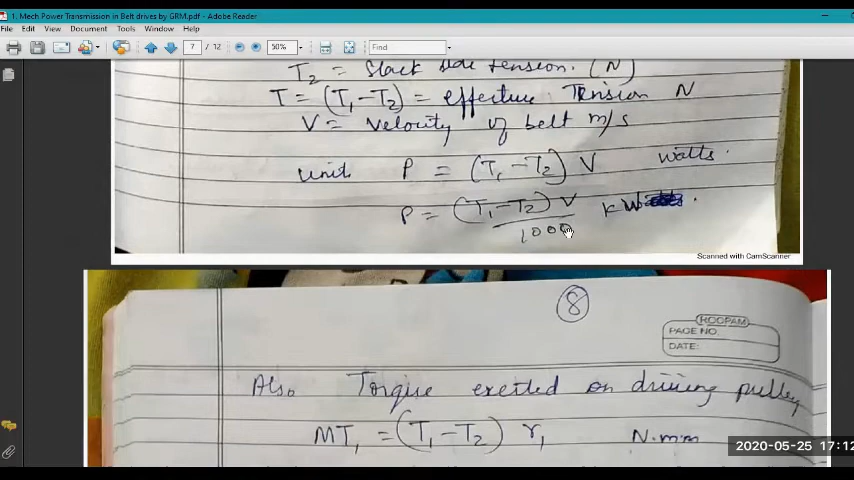 1. Mech Power Transmission in Belt drives by GRM.pdf - Adobe Reader
File Edit View Document Tools Window Help
7 / 12 50% Find
T2 = Slack side tension. (N)
T = (T1-T2) = effective Tension N
V = Velocity of belt m/s
unit P = (T1-T2) V watts.
P = (T1-T2) V kW.
1000
Scanned with CamScanner
8
ROOPAM
PAGE NO.
DATE:
Also Torque exerted on driving pulley
MT1 = (T1-T2) r1 N.mm
2020-05-25 17:12